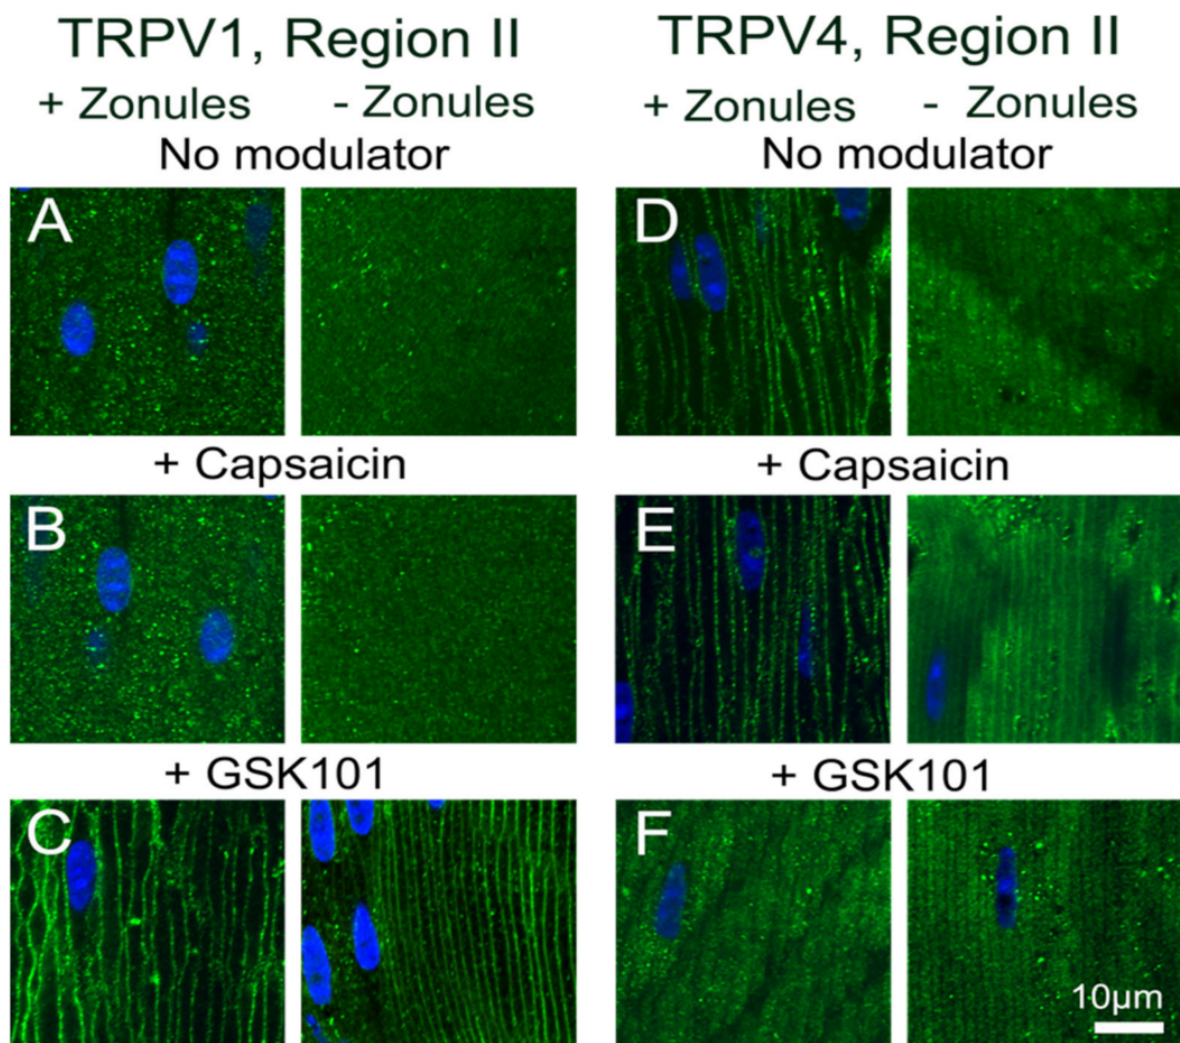 TRPV1, Region II
TRPV4, Region II
+ Zonules
- Zonules
+ Zonules
- Zonules
No modulator
No modulator
A
D
+ Capsaicin
+ Capsaicin
B
E
+ GSK101
+ GSK101
C
F
10µm